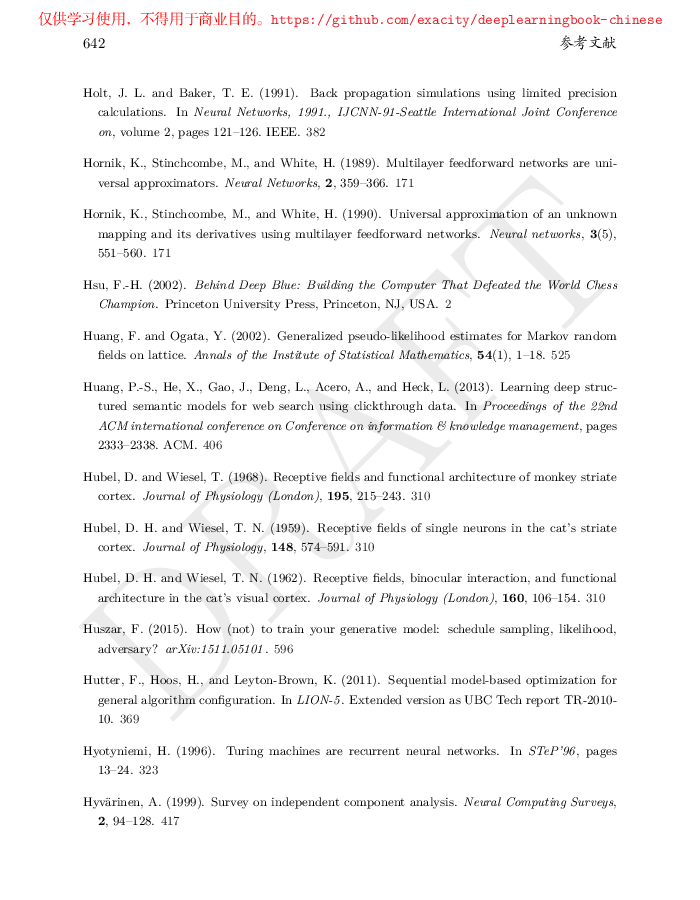 仅供学习使用，不得用于商业目的。https://github.com/exacity/deeplearningbook-chinese
642 参考文献
Holt, J. L. and Baker, T. E. (1991). Back propagation simulations using limited precision
calculations. In Neural Networks, 1991., IJCNN-91-Seattle International Joint Conference
on, volume 2, pages 121–126. IEEE. 382
Hornik, K., Stinchcombe, M., and White, H. (1989). Multilayer feedforward networks are uni-
versal approximators. Neural Networks, 2, 359–366. 171
Hornik, K., Stinchcombe, M., and White, H. (1990). Universal approximation of an unknown
mapping and its derivatives using multilayer feedforward networks. Neural networks, 3(5),
551–560. 171
Hsu, F.-H. (2002). Behind Deep Blue: Building the Computer That Defeated the World Chess
Champion. Princeton University Press, Princeton, NJ, USA. 2
Huang, F. and Ogata, Y. (2002). Generalized pseudo-likelihood estimates for Markov random
fields on lattice. Annals of the Institute of Statistical Mathematics, 54(1), 1–18. 525
Huang, P.-S., He, X., Gao, J., Deng, L., Acero, A., and Heck, L. (2013). Learning deep struc-
tured semantic models for web search using clickthrough data. In Proceedings of the 22nd
ACM international conference on Conference on information & knowledge management, pages
2333–2338. ACM. 406
Hubel, D. and Wiesel, T. (1968). Receptive fields and functional architecture of monkey striate
cortex. Journal of Physiology (London), 195, 215–243. 310
Hubel, D. H. and Wiesel, T. N. (1959). Receptive fields of single neurons in the cat's striate
cortex. Journal of Physiology, 148, 574–591. 310
Hubel, D. H. and Wiesel, T. N. (1962). Receptive fields, binocular interaction, and functional
architecture in the cat's visual cortex. Journal of Physiology (London), 160, 106–154. 310
Huszar, F. (2015). How (not) to train your generative model: schedule sampling, likelihood,
adversary? arXiv:1511.05101. 596
Hutter, F., Hoos, H., and Leyton-Brown, K. (2011). Sequential model-based optimization for
general algorithm configuration. In LION-5. Extended version as UBC Tech report TR-2010-
10. 369
Hyotyniemi, H. (1996). Turing machines are recurrent neural networks. In STeP'96, pages
13–24. 323
Hyvärinen, A. (1999). Survey on independent component analysis. Neural Computing Surveys,
2, 94–128. 417
DRAFT